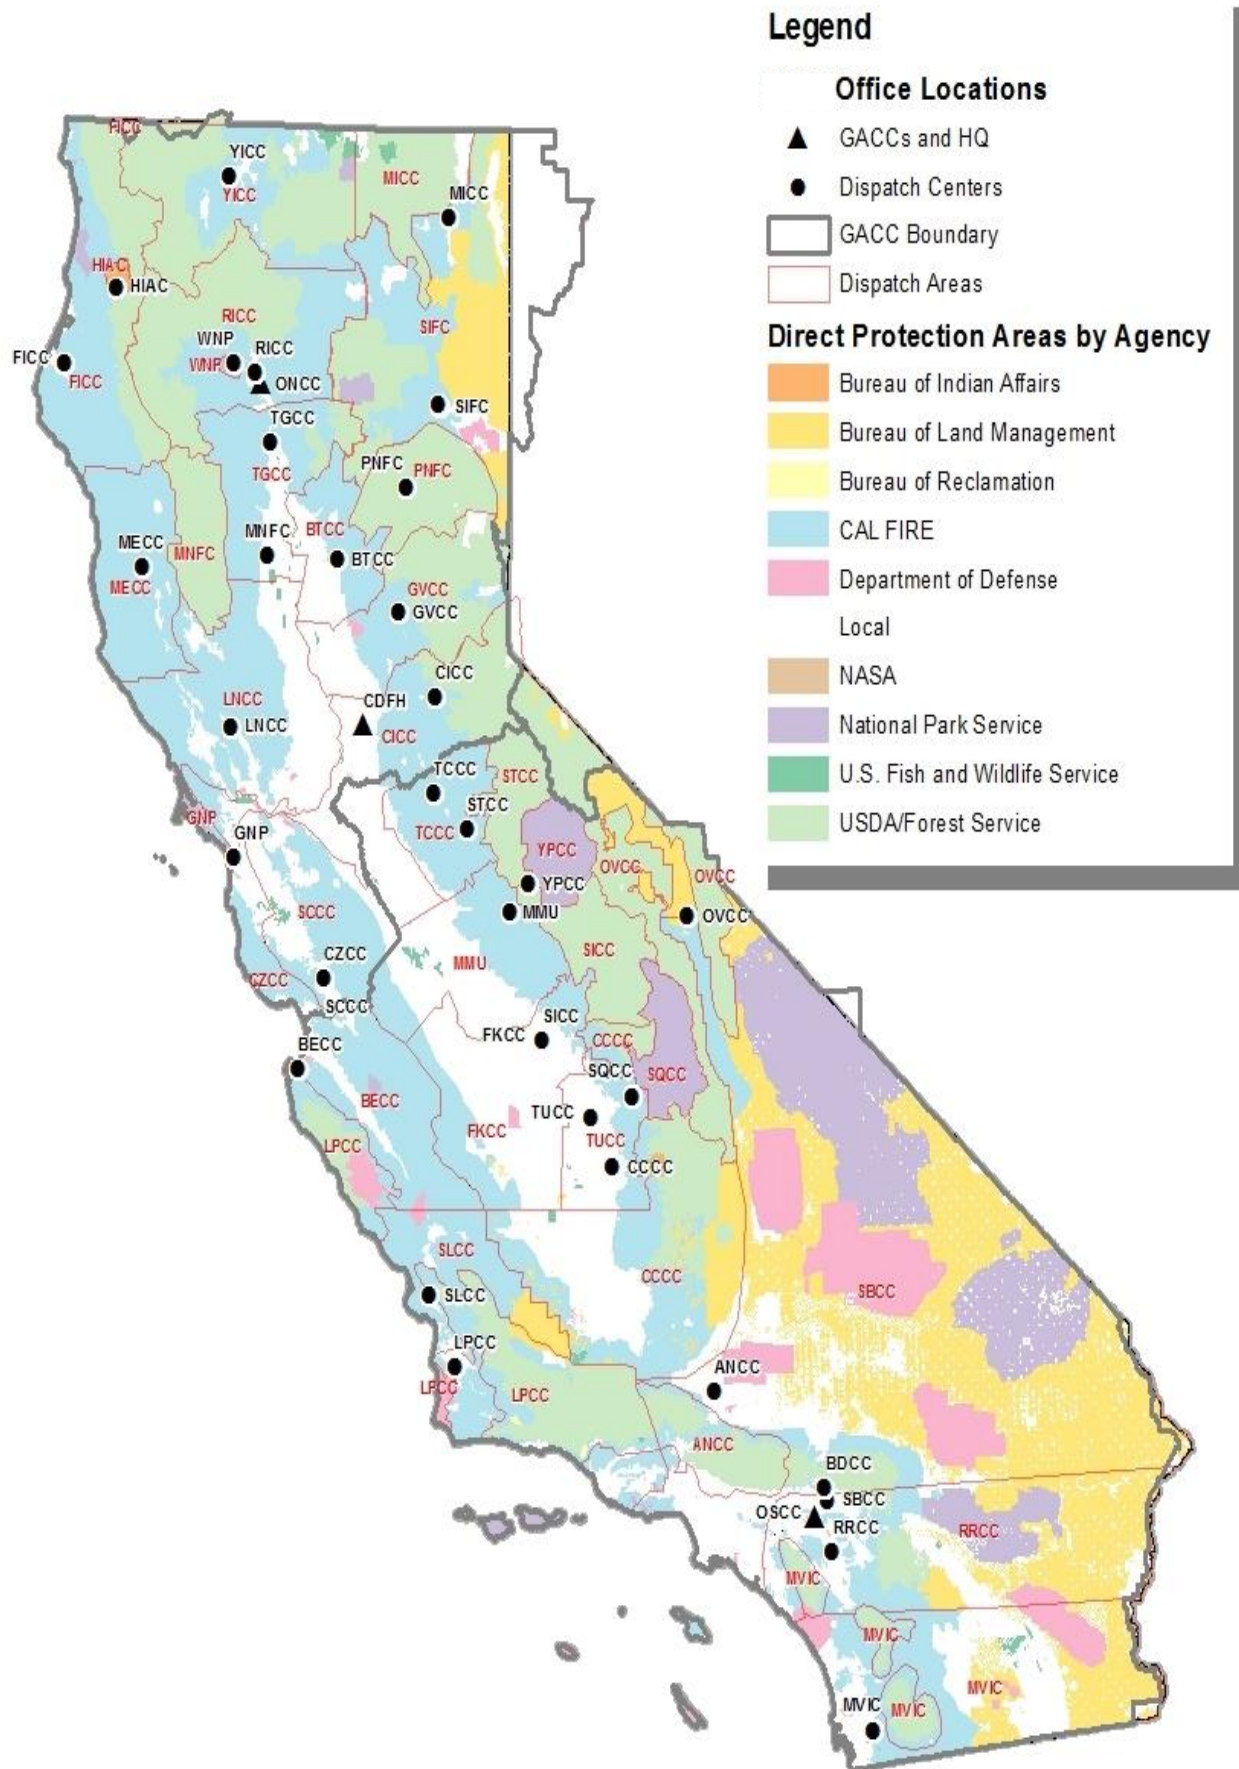 Legend
Office Locations
GACCs and HQ
Dispatch Centers
GACC Boundary
Dispatch Areas
Direct Protection Areas by Agency
Bureau of Indian Affairs
Bureau of Land Management
Bureau of Reclamation
CAL FIRE
Department of Defense
Local
NASA
National Park Service
U.S. Fish and Wildlife Service
USDA/Forest Service
FICC
YICC
YICC
MICC
MICC
HIAC
HIAC
RICC
SIFC
WNP
RICC
WNP
ONCC
FICC
FICC
SIFC
TGCC
TGCC
PNFC
PNFC
MECC
MECC
MNFC
MNFC
BTCC
BTCC
GVCC
GVCC
CICC
CDFH
CICC
LNCC
LNCC
TCCC
STCC
STCC
TCCC
GNP
GNP
YPCC
YPCC
OVCC
OVCC
OVCC
MMU
SCCC
SICC
MMU
CZCC
CZCC
SCCC
SICC
FKCC
CCCC
BECC
SQCC
SQCC
BECC
TUCC
FKCC
TUCC
LPCC
CCCC
SLCC
CCCC
SBCC
SLCC
LPCC
ANCC
LPCC
LPCC
ANCC
BDCC
SBCC
OSCC
RRCC
RRCC
MVIC
MVIC
MVIC
MVIC
MVIC